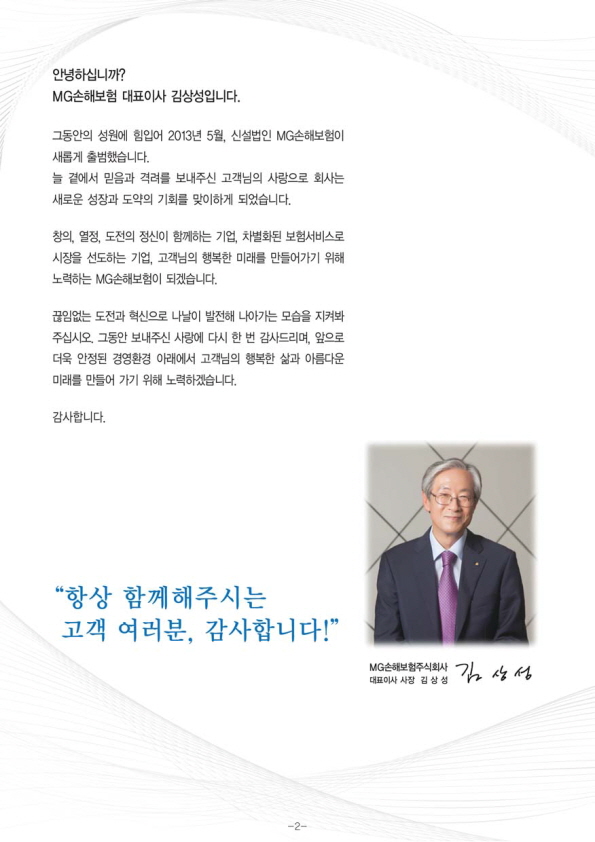 안녕하십니까?
MG손해보험 대표이사 김상성입니다.
그동안의 성원에 힘입어 2013년 5월, 신설법인 MG손해보험이
새롭게 출범했습니다.
늘 곁에서 믿음과 격려를 보내주신 고객님의 사랑으로 회사는
새로운 성장과 도약의 기회를 맞이하게 되었습니다.
창의, 열정, 도전의 정신이 함께하는 기업, 차별화된 보험서비스로
시장을 선도하는 기업, 고객님의 행복한 미래를 만들어가기 위해
노력하는 MG손해보험이 되겠습니다.
끊임없는 도전과 혁신으로 나날이 발전해 나아가는 모습을 지켜봐
주십시오. 그동안 보내주신 사랑에 다시 한 번 감사드리며, 앞으로
더욱 안정된 경영환경 아래에서 고객님의 행복한 삶과 아름다운
미래를 만들어 가기 위해 노력하겠습니다.
감사합니다.
“항상 함께해주시는
고객 여러분, 감사합니다!”
MG손해보험주식회사
대표이사 사장 김 상 성
김 상 성
-2-